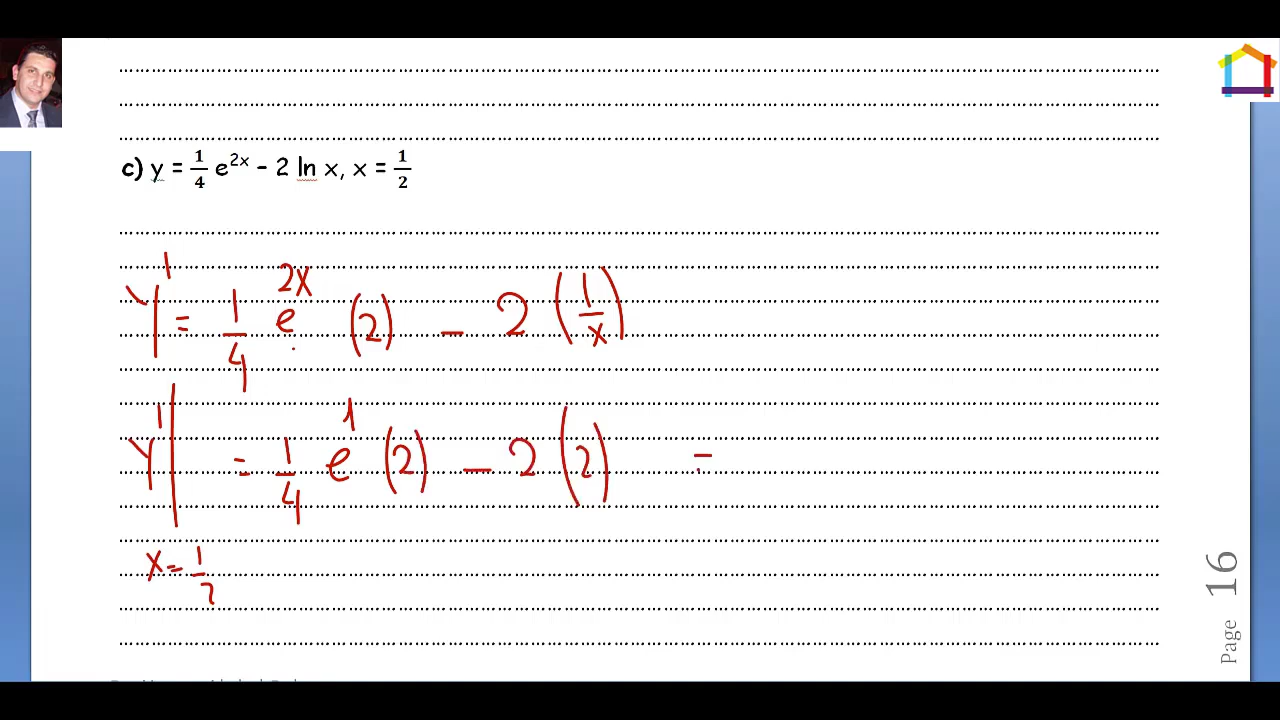 c) y = 1/4 e^2x – 2 ln x, x = 1/2
Y' = 1/4 e^2x (2) – 2 (1/x)
Y'| = 1/4 e^1 (2) – 2 (2) =
x = 1/2
Page 16